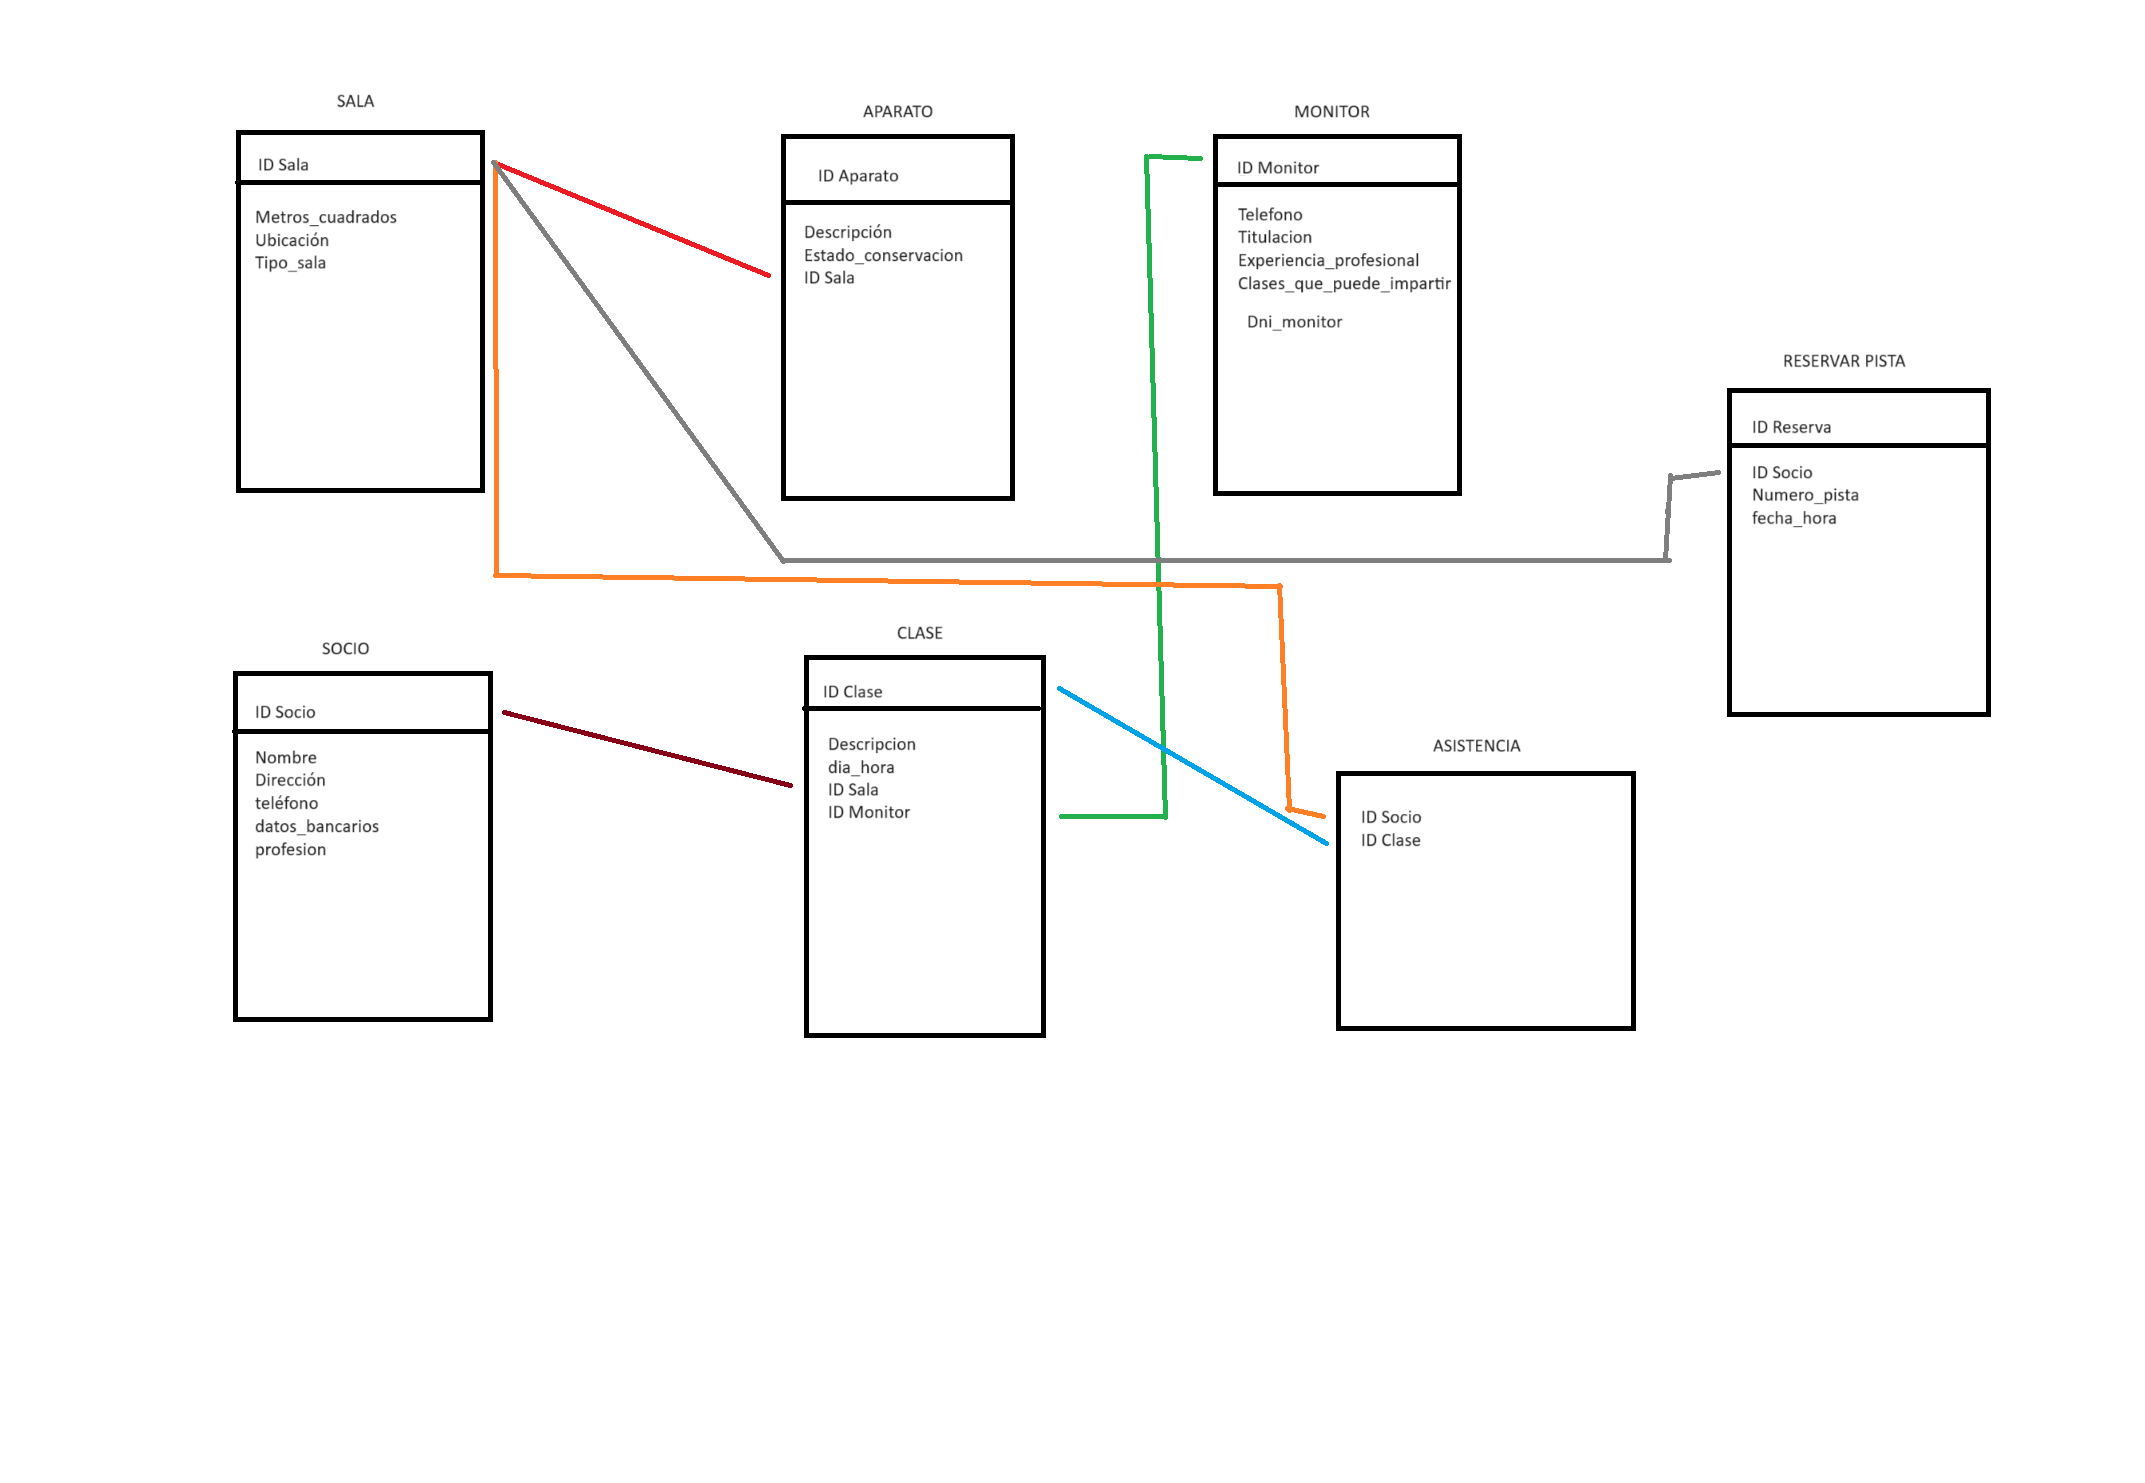 SALA
ID Sala
Metros_cuadrados
Ubicación
Tipo_sala
APARATO
ID Aparato
Descripción
Estado_conservacion
ID Sala
MONITOR
ID Monitor
Telefono
Titulacion
Experiencia_profesional
Clases_que_puede_impartir
Dni_monitor
RESERVAR PISTA
ID Reserva
ID Socio
Numero_pista
fecha_hora
SOCIO
ID Socio
Nombre
Dirección
teléfono
datos_bancarios
profesion
CLASE
ID Clase
Descripcion
dia_hora
ID Sala
ID Monitor
ASISTENCIA
ID Socio
ID Clase